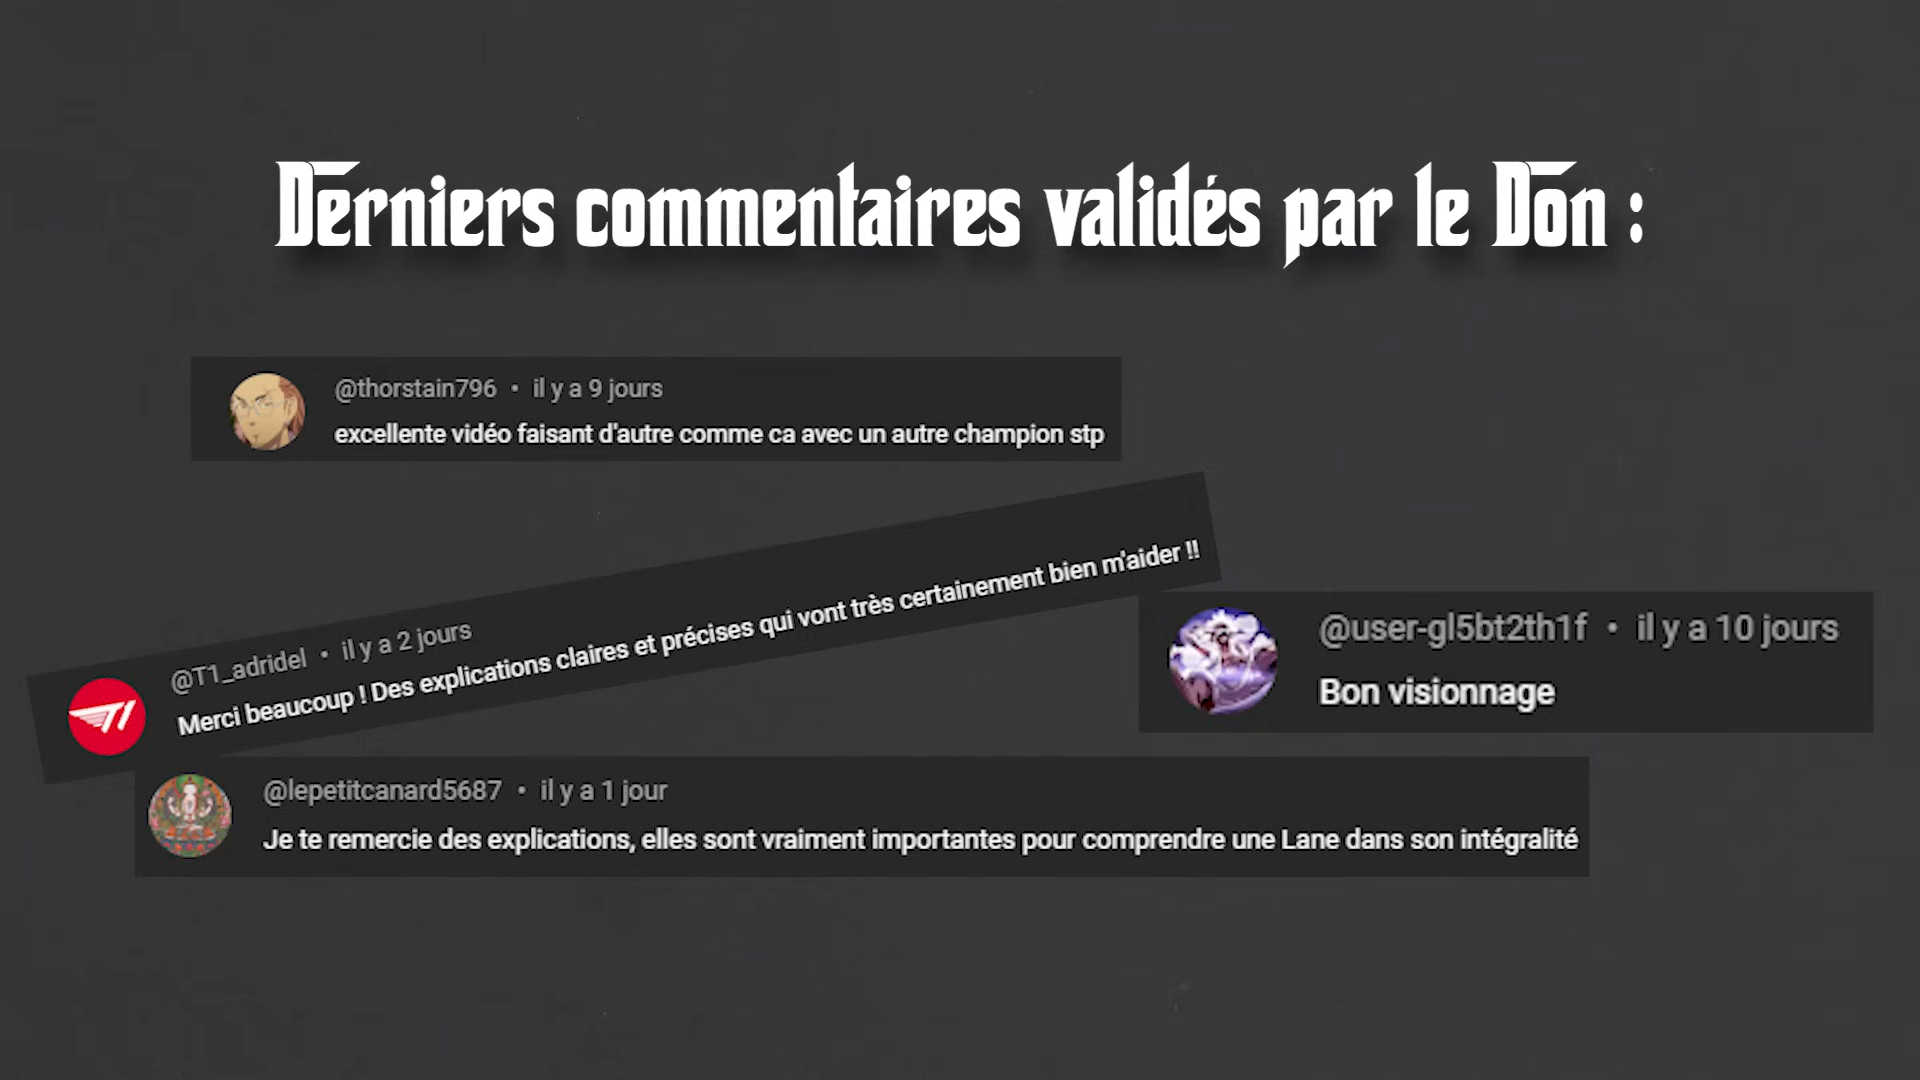 Derniers commentaires validés par le Don :
@thorstain796 • il y a 9 jours
excellente vidéo faisant d'autre comme ca avec un autre champion stp
@T1_adridel • il y a 2 jours
Merci beaucoup ! Des explications claires et précises qui vont très certainement bien m'aider !!
@user-gl5bt2th1f • il y a 10 jours
Bon visionnage
@lepetitcanard5687 • il y a 1 jour
Je te remercie des explications, elles sont vraiment importantes pour comprendre une Lane dans son intégralité